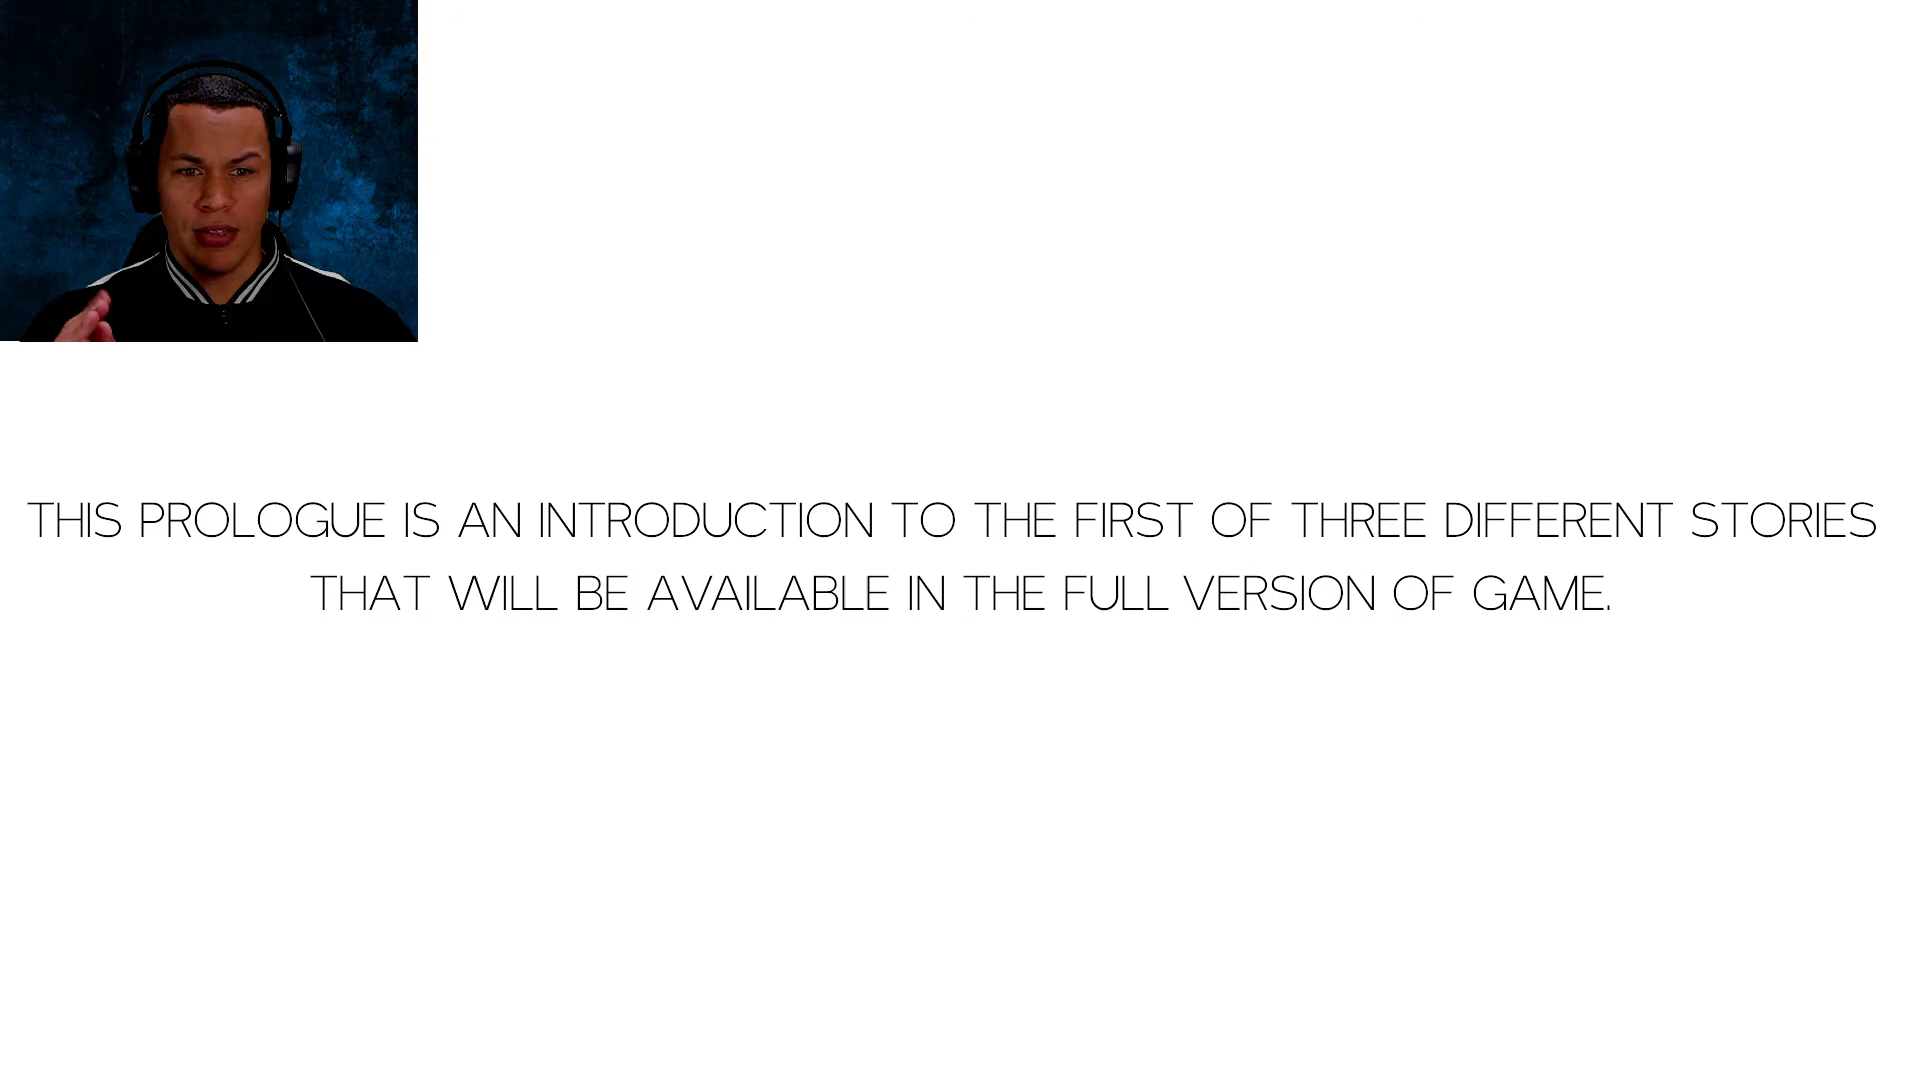 THIS PROLOGUE IS AN INTRODUCTION TO THE FIRST OF THREE DIFFERENT STORIES
THAT WILL BE AVAILABLE IN THE FULL VERSION OF GAME.